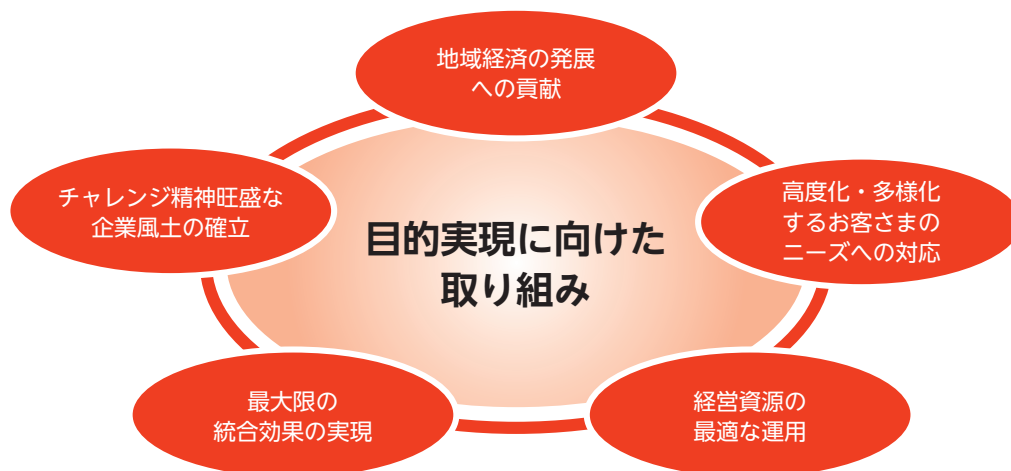 地域経済の発展
への貢献
チャレンジ精神旺盛な
企業風土の確立
高度化・多様化
するお客さまの
ニーズへの対応
目的実現に向けた
取り組み
最大限の
統合効果の実現
経営資源の
最適な運用